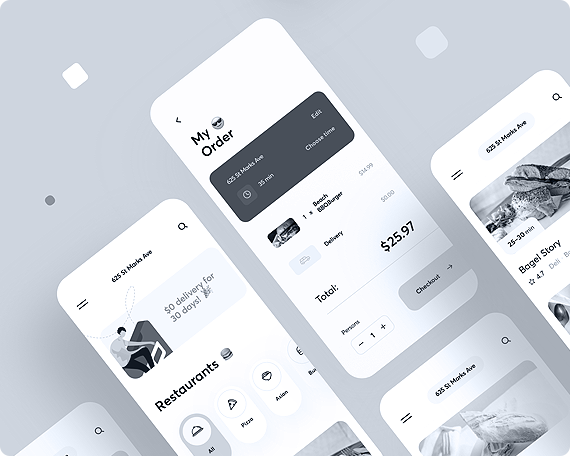 My 😎
Order
625 St Marks Ave
Edit
35 min
Choose time
1 x Beach
BBQ Burger
$14.99
Delivery
$0.00
Total:
$25.97
Persons
− 1 +
Checkout →
625 St Marks Ave
$0 delivery for
30 days! 🎉
Restaurants 🍔
All
Pizza
Asian
625 St Marks Ave
25-30 min
Bagel Story
4.7
Deli
625 St Marks Ave